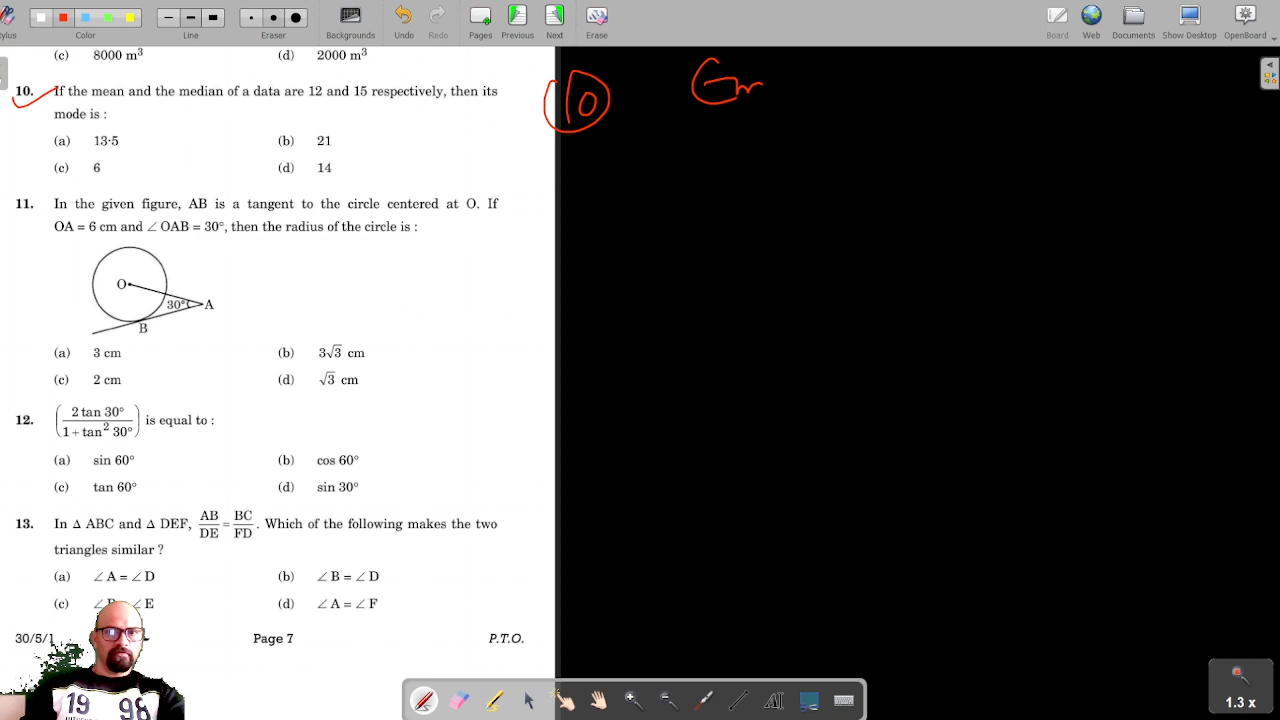 Stylus Color Line Eraser Backgrounds Undo Redo Pages Previous Next Erase Board Web Documents Show Desktop OpenBoard
(c) 8000 m³ (d) 2000 m³
10. If the mean and the median of a data are 12 and 15 respectively, then its
mode is :
(a) 13·5 (b) 21
(c) 6 (d) 14
11. In the given figure, AB is a tangent to the circle centered at O. If
OA = 6 cm and ∠ OAB = 30°, then the radius of the circle is :
O
30°
A
B
(a) 3 cm (b) 3√3 cm
(c) 2 cm (d) √3 cm
12. (2 tan 30° / 1 + tan² 30°) is equal to :
(a) sin 60° (b) cos 60°
(c) tan 60° (d) sin 30°
13. In Δ ABC and Δ DEF, AB/DE = BC/FD. Which of the following makes the two
triangles similar ?
(a) ∠ A = ∠ D (b) ∠ B = ∠ D
(c) ∠ E (d) ∠ A = ∠ F
30/5/1 Page 7 P.T.O.
19 98
10
1.3 x